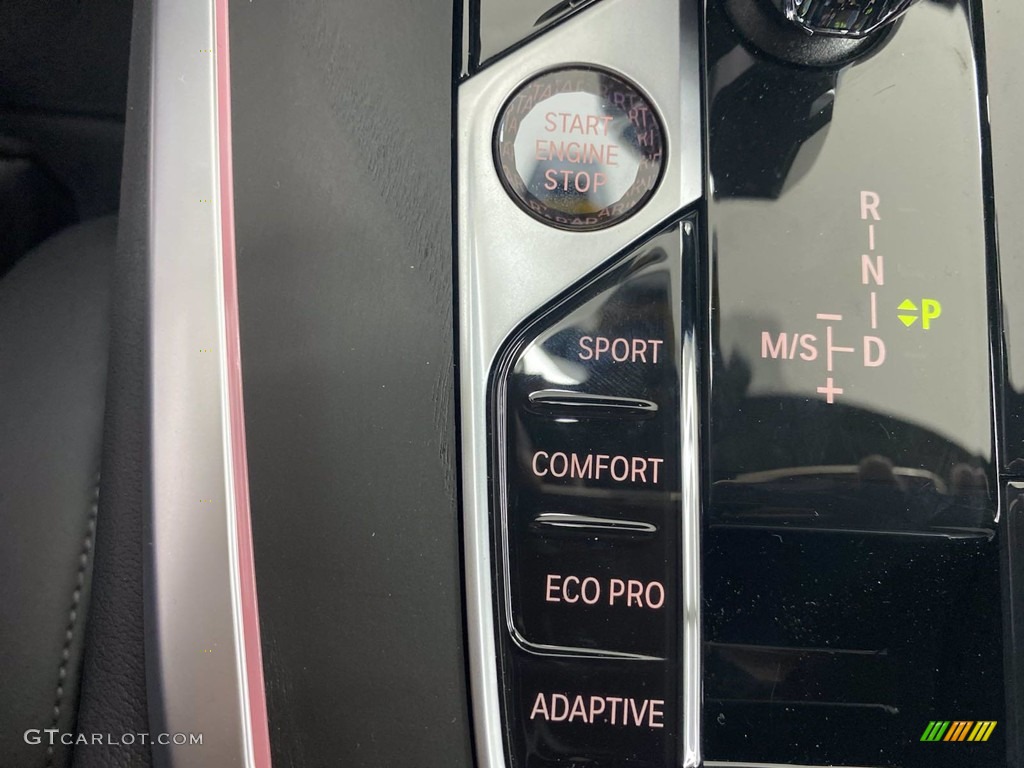 START
ENGINE
STOP
R
N
P
M/S
D
+
SPORT
COMFORT
ECO PRO
ADAPTIVE
GTCARLOT.COM